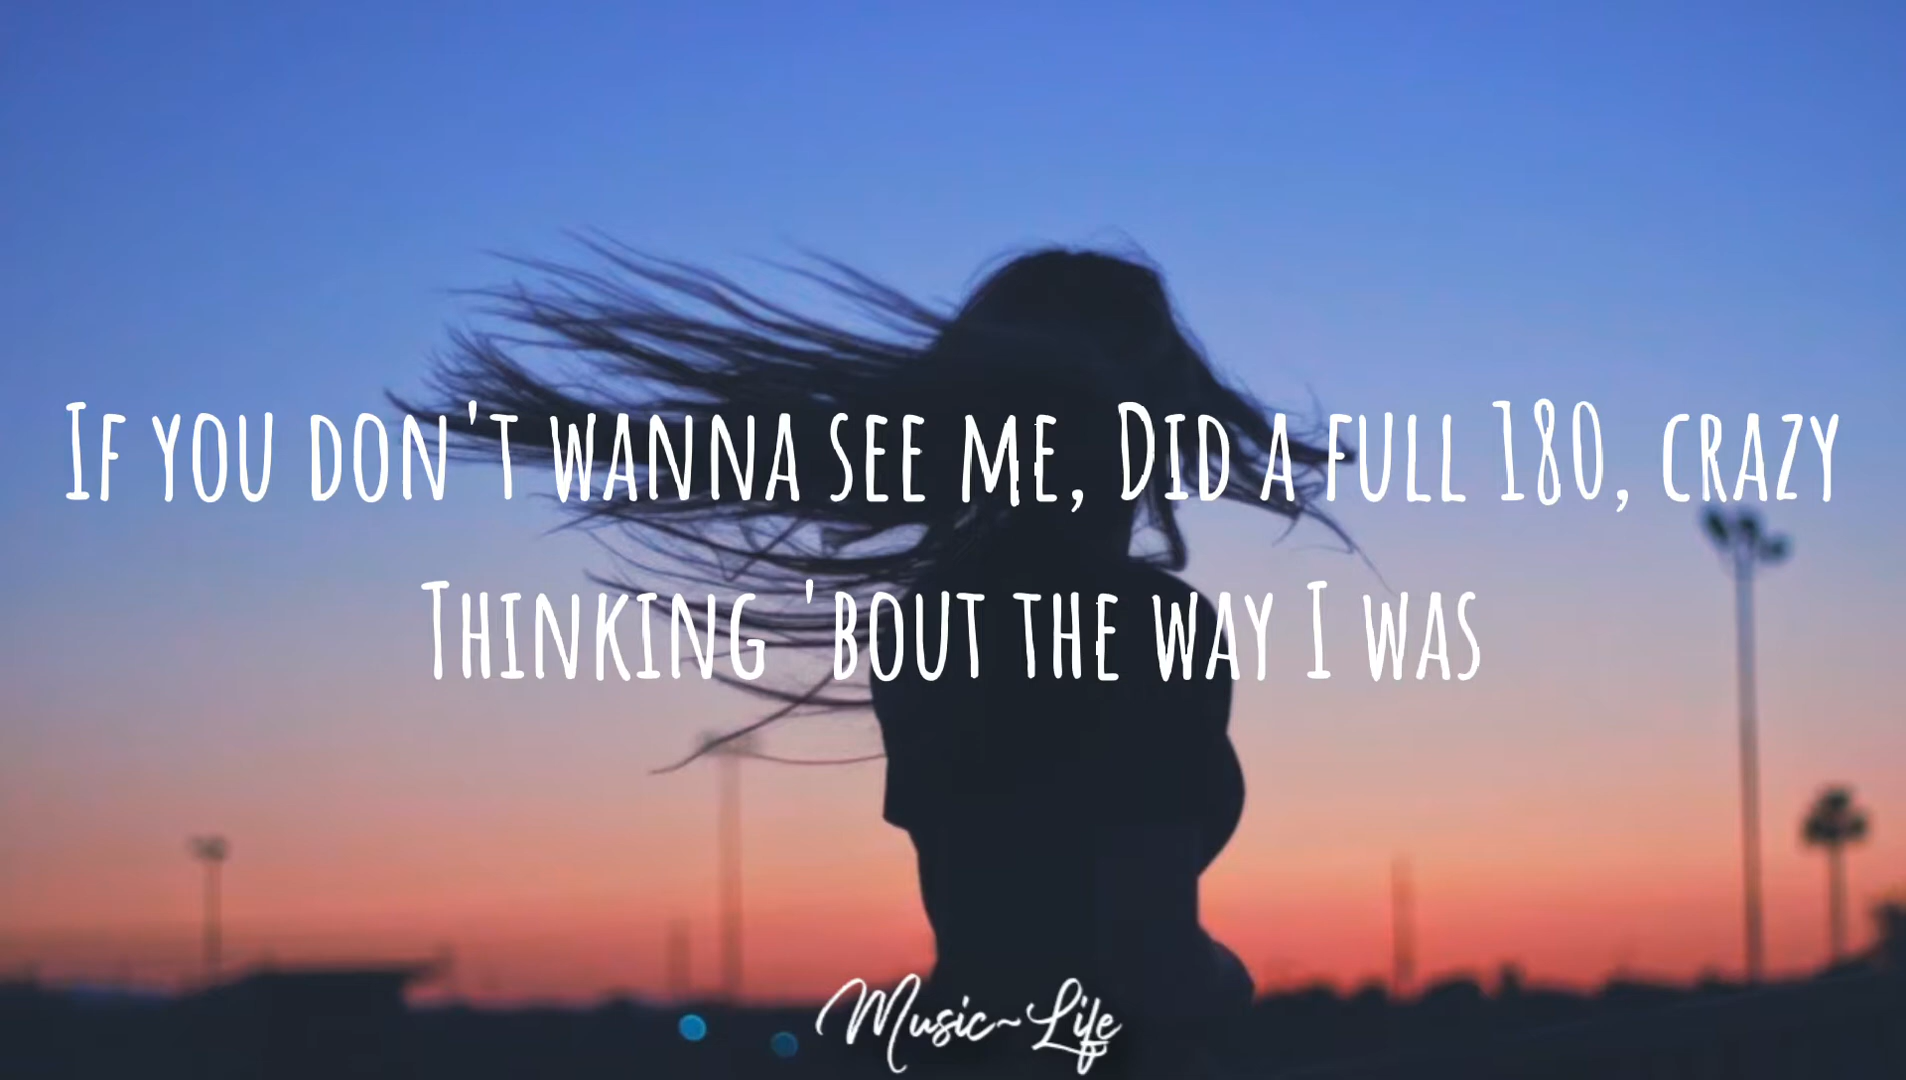 If you don't wanna see me, Did a full 180, crazy
Thinking 'bout the way I was
Music~Life